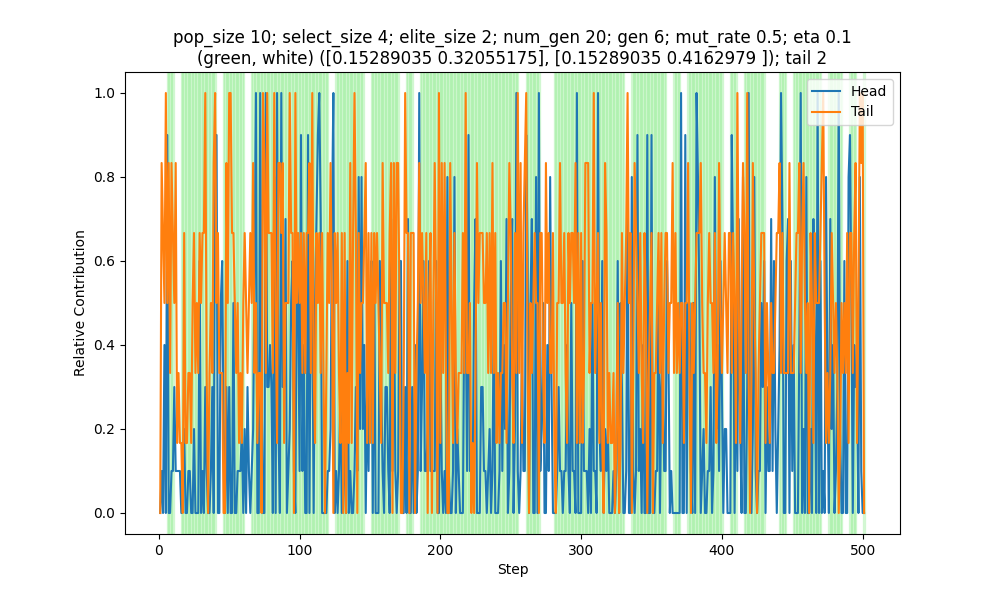 pop_size 10; select_size 4; elite_size 2; num_gen 20; gen 6; mut_rate 0.5; eta 0.1
(green, white) ([0.15289035 0.32055175], [0.15289035 0.4162979 ]); tail 2
Head
Tail
Relative Contribution
1.0
0.8
0.6
0.4
0.2
0.0
0 100 200 300 400 500
Step